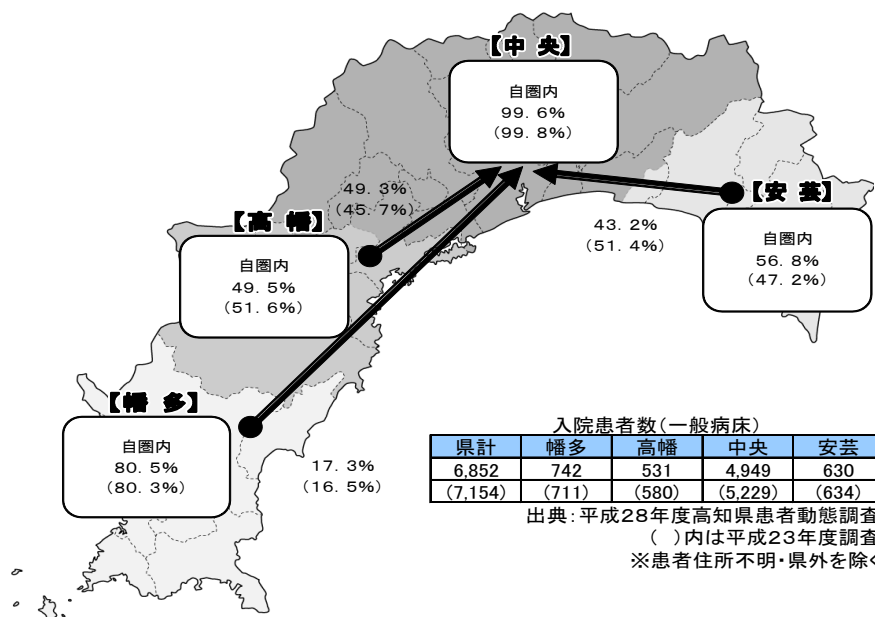 【中 央】
自圏内
99. 6%
(99. 8%)
49. 3%
(45. 7%)
【高 幡】
自圏内
49. 5%
(51. 6%)
【安 芸】
自圏内
56. 8%
(47. 2%)
43. 2%
(51. 4%)
【幡 多】
自圏内
80. 5%
(80. 3%)
17. 3%
(16. 5%)
入院患者数(一般病床)
県計 幡多 高幡 中央 安芸
6,852 742 531 4,949 630
(7,154) (711) (580) (5,229) (634)
出典:平成28年度高知県患者動態調査
( )内は平成23年度調査
※患者住所不明・県外を除く